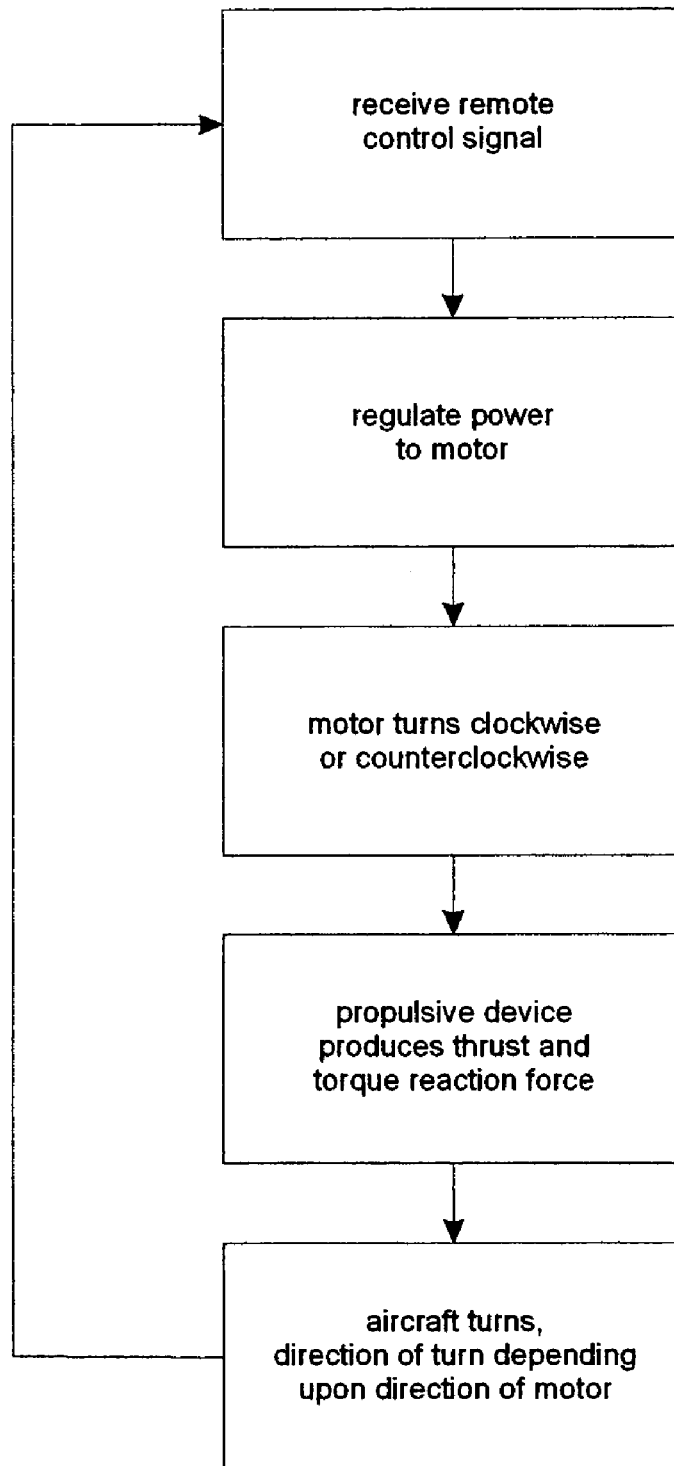 receive remote
control signal
regulate power
to motor
motor turns clockwise
or counterclockwise
propulsive device
produces thrust and
torque reaction force
aircraft turns,
direction of turn depending
upon direction of motor